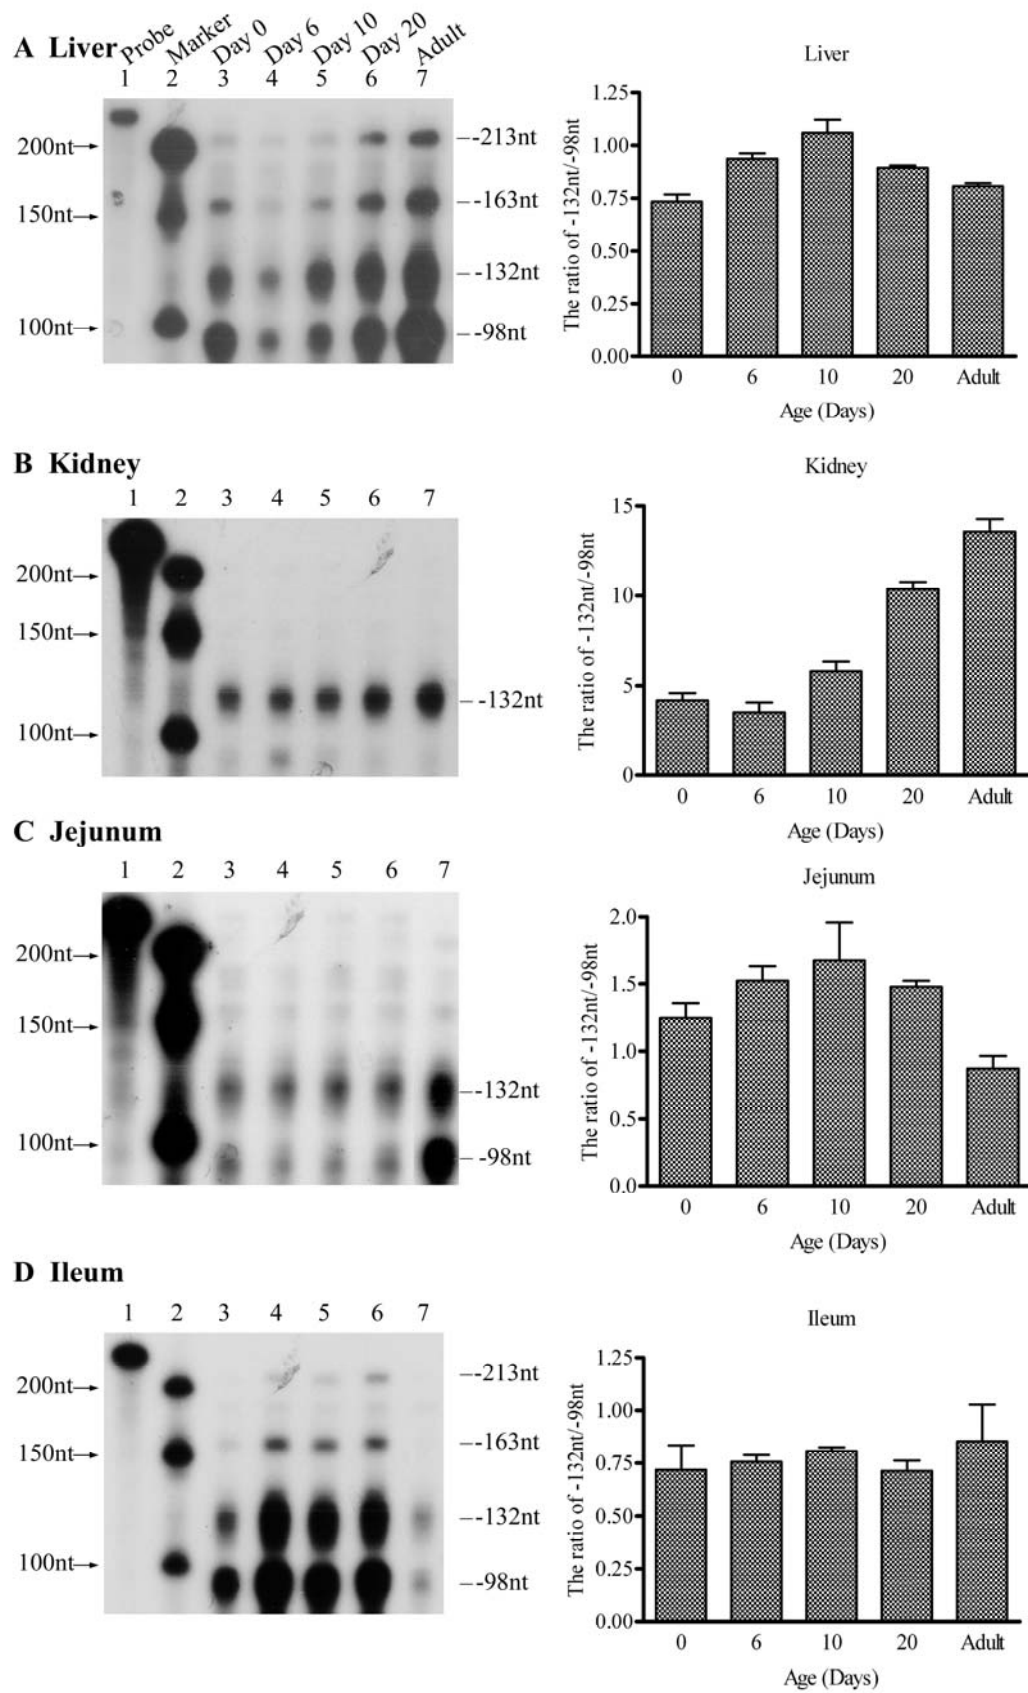 A Liver
Probe Marker Day 0 Day 6 Day 10 Day 20 Adult
1 2 3 4 5 6 7
200nt
150nt
100nt
-213nt
-163nt
-132nt
-98nt
Liver
The ratio of -132nt/-98nt
1.25
1.00
0.75
0.50
0.25
0.00
0 6 10 20 Adult
Age (Days)
B Kidney
1 2 3 4 5 6 7
200nt
150nt
100nt
-132nt
Kidney
The ratio of -132nt/-98nt
15
10
5
0
0 6 10 20 Adult
Age (Days)
C Jejunum
1 2 3 4 5 6 7
200nt
150nt
100nt
-132nt
-98nt
Jejunum
The ratio of -132nt/-98nt
2.0
1.5
1.0
0.5
0.0
0 6 10 20 Adult
Age (Days)
D Ileum
1 2 3 4 5 6 7
200nt
150nt
100nt
-213nt
-163nt
-132nt
-98nt
Ileum
The ratio of -132nt/-98nt
1.25
1.00
0.75
0.50
0.25
0.00
0 6 10 20 Adult
Age (Days)